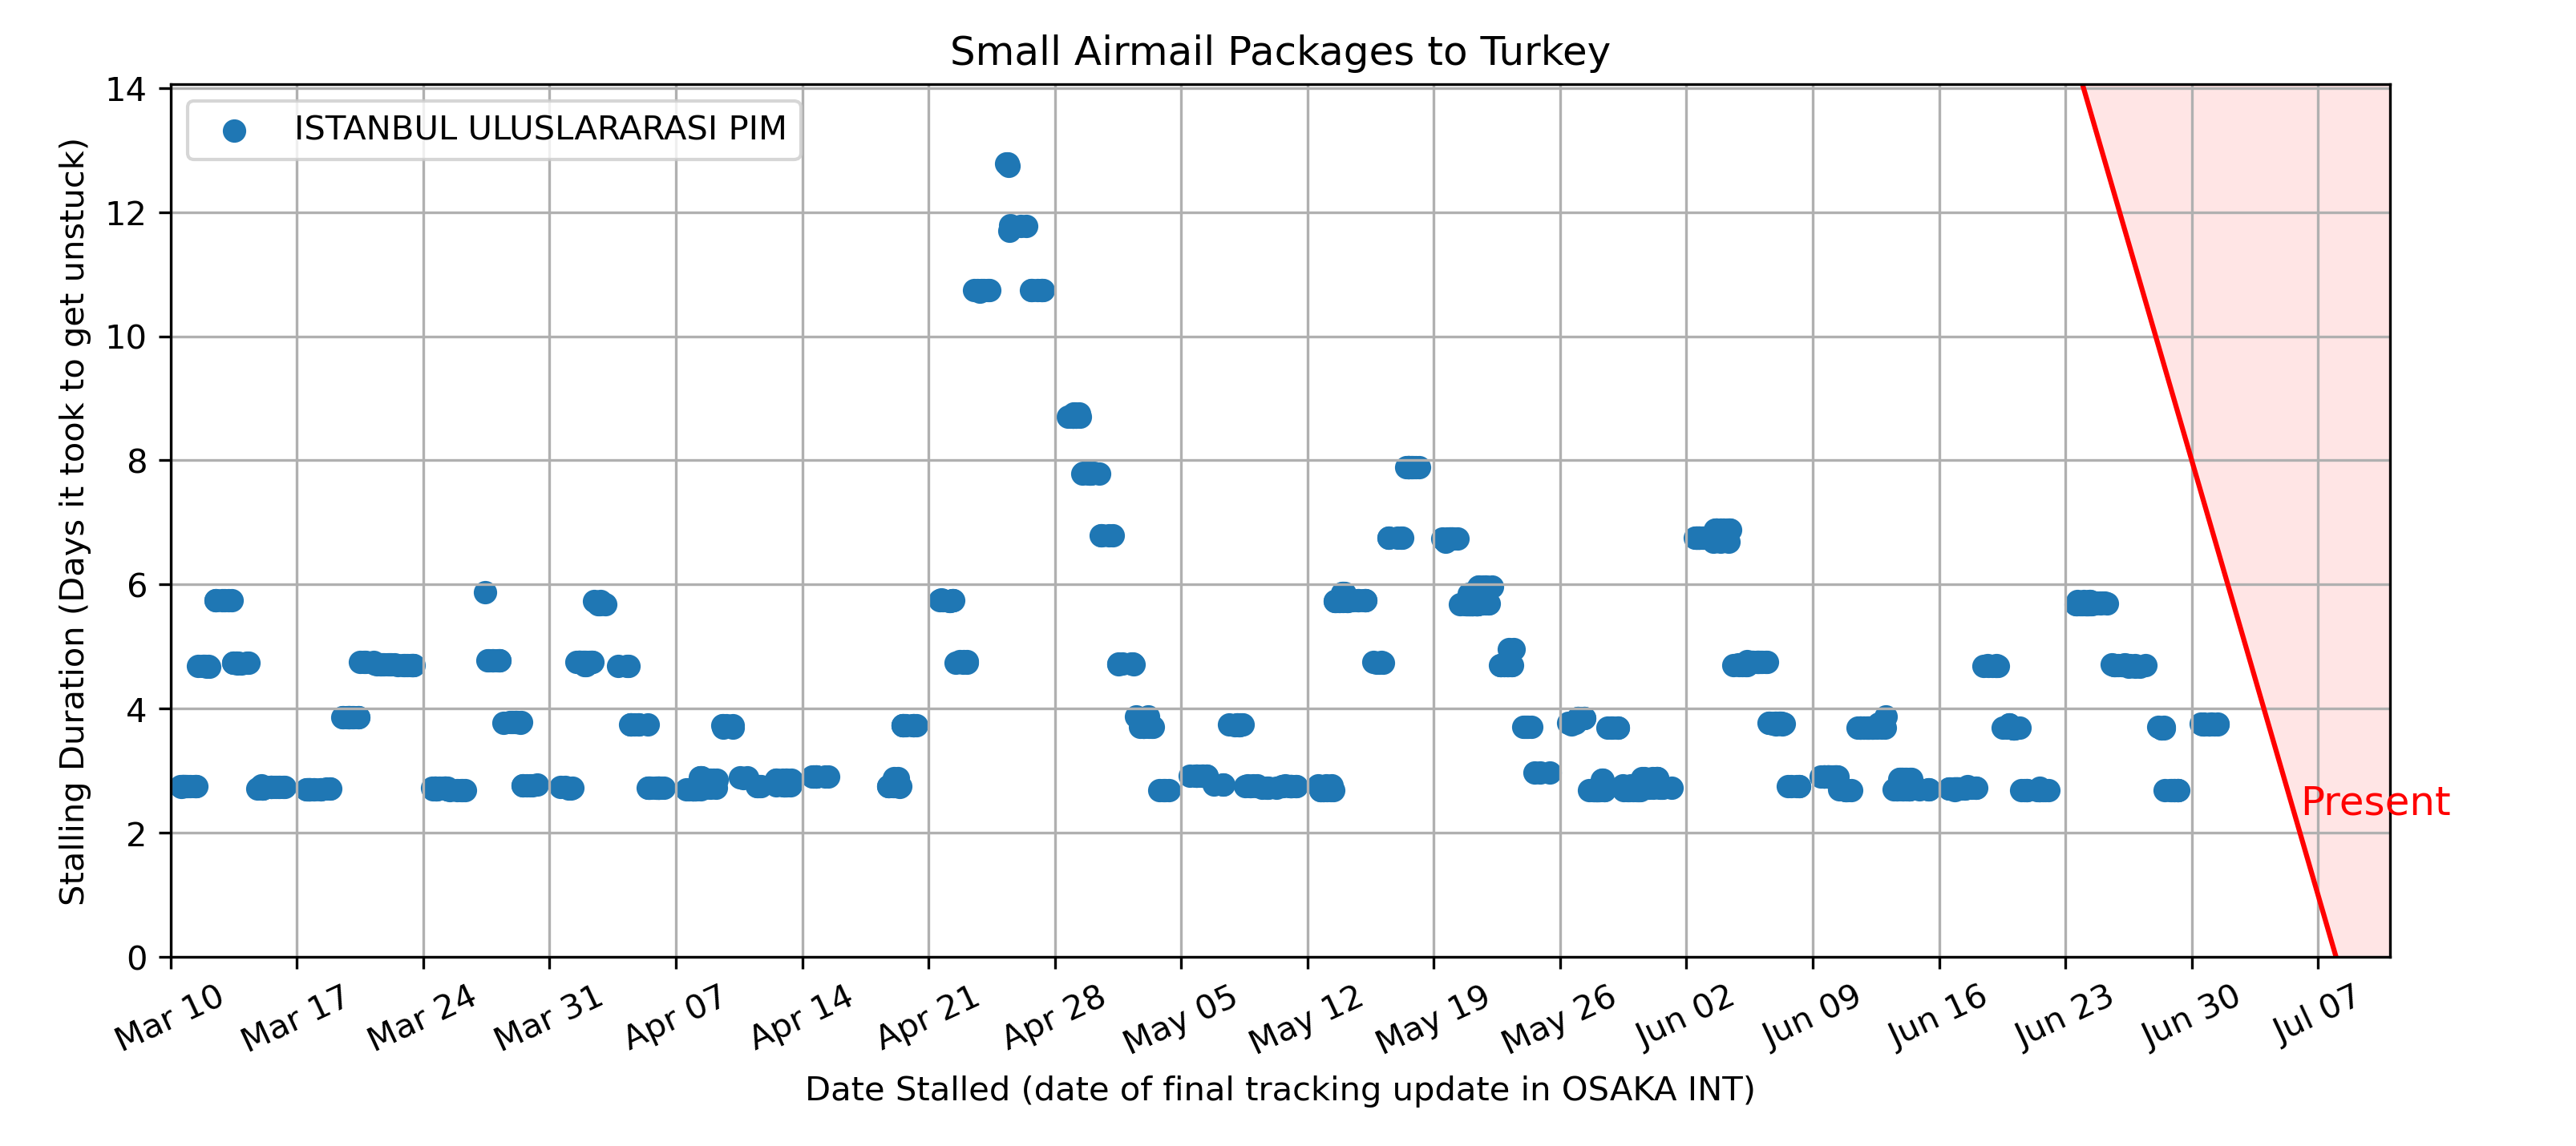 Small Airmail Packages to Turkey
ISTANBUL ULUSLARARASI PIM
Stalling Duration (Days it took to get unstuck)
14
12
10
8
6
4
2
0
Present
Mar 10
Mar 17
Mar 24
Mar 31
Apr 07
Apr 14
Apr 21
Apr 28
May 05
May 12
May 19
May 26
Jun 02
Jun 09
Jun 16
Jun 23
Jun 30
Jul 07
Date Stalled (date of final tracking update in OSAKA INT)